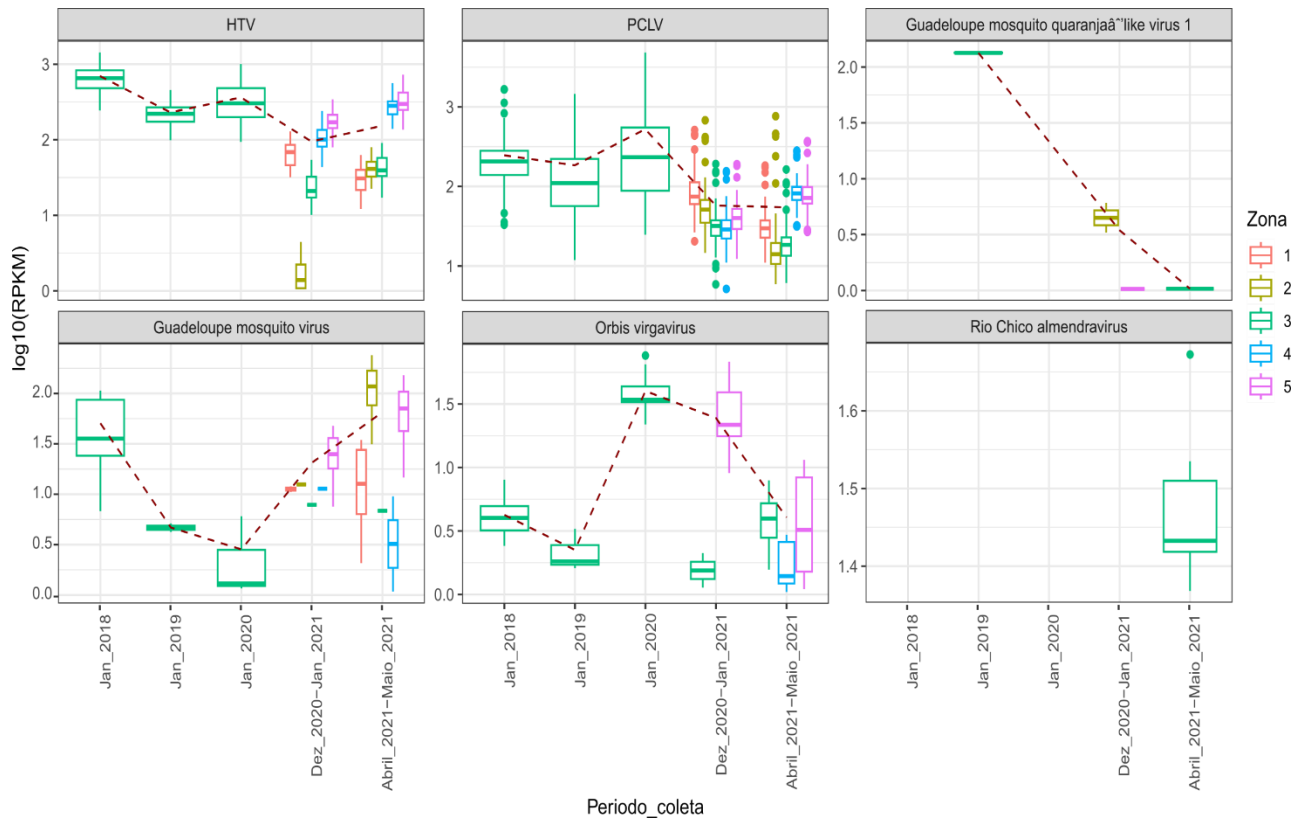 HTV
PCLV
Guadeloupe mosquito quaranjaâˆ'like virus 1
3
2
1
0
3
2
1
2.0
1.5
1.0
0.5
0.0
log10(RPKM)
Guadeloupe mosquito virus
Orbis virgavirus
Rio Chico almendravirus
2.0
1.5
1.0
0.5
0.0
1.5
1.0
0.5
0.0
1.6
1.5
1.4
Jan_2018
Jan_2019
Jan_2020
Dez_2020−Jan_2021
Abril_2021−Maio_2021
Jan_2018
Jan_2019
Jan_2020
Dez_2020−Jan_2021
Abril_2021−Maio_2021
Jan_2018
Jan_2019
Jan_2020
Dez_2020−Jan_2021
Abril_2021−Maio_2021
Periodo_coleta
Zona
1
2
3
4
5